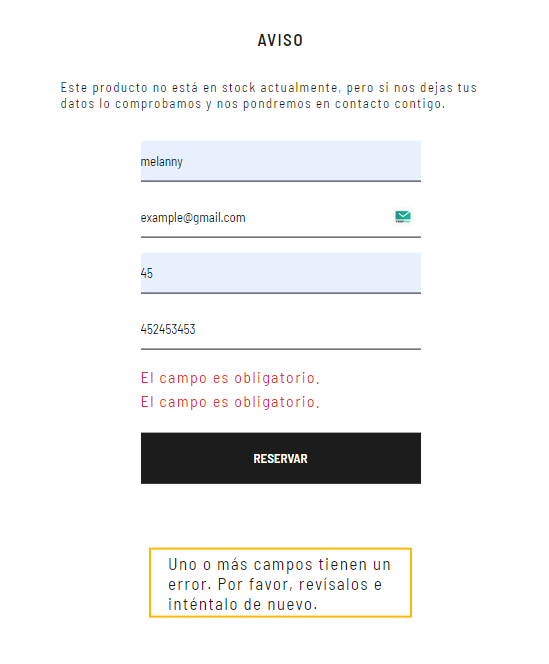 AVISO
Este producto no está en stock actualmente, pero si nos dejas tus
datos lo comprobamos y nos pondremos en contacto contigo.
melanny
example@gmail.com
45
452453453
El campo es obligatorio.
El campo es obligatorio.
RESERVAR
Uno o más campos tienen un
error. Por favor, revísalos e
inténtalo de nuevo.